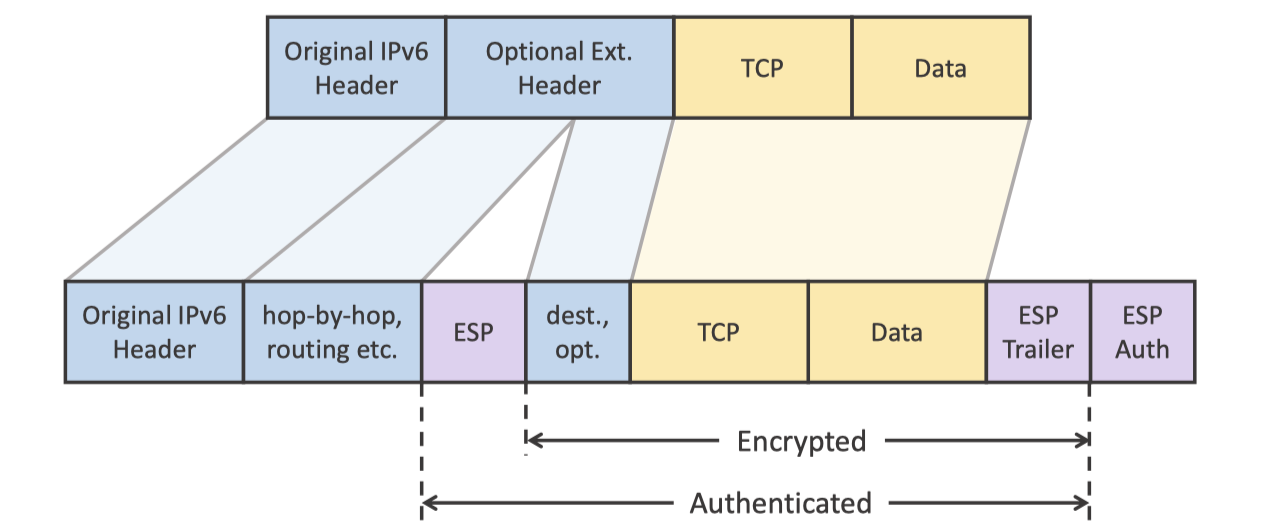 Original IPv6
Header
Optional Ext.
Header
TCP
Data
Original IPv6
Header
hop-by-hop,
routing etc.
ESP
dest.,
opt.
TCP
Data
ESP
Trailer
ESP
Auth
Encrypted
Authenticated